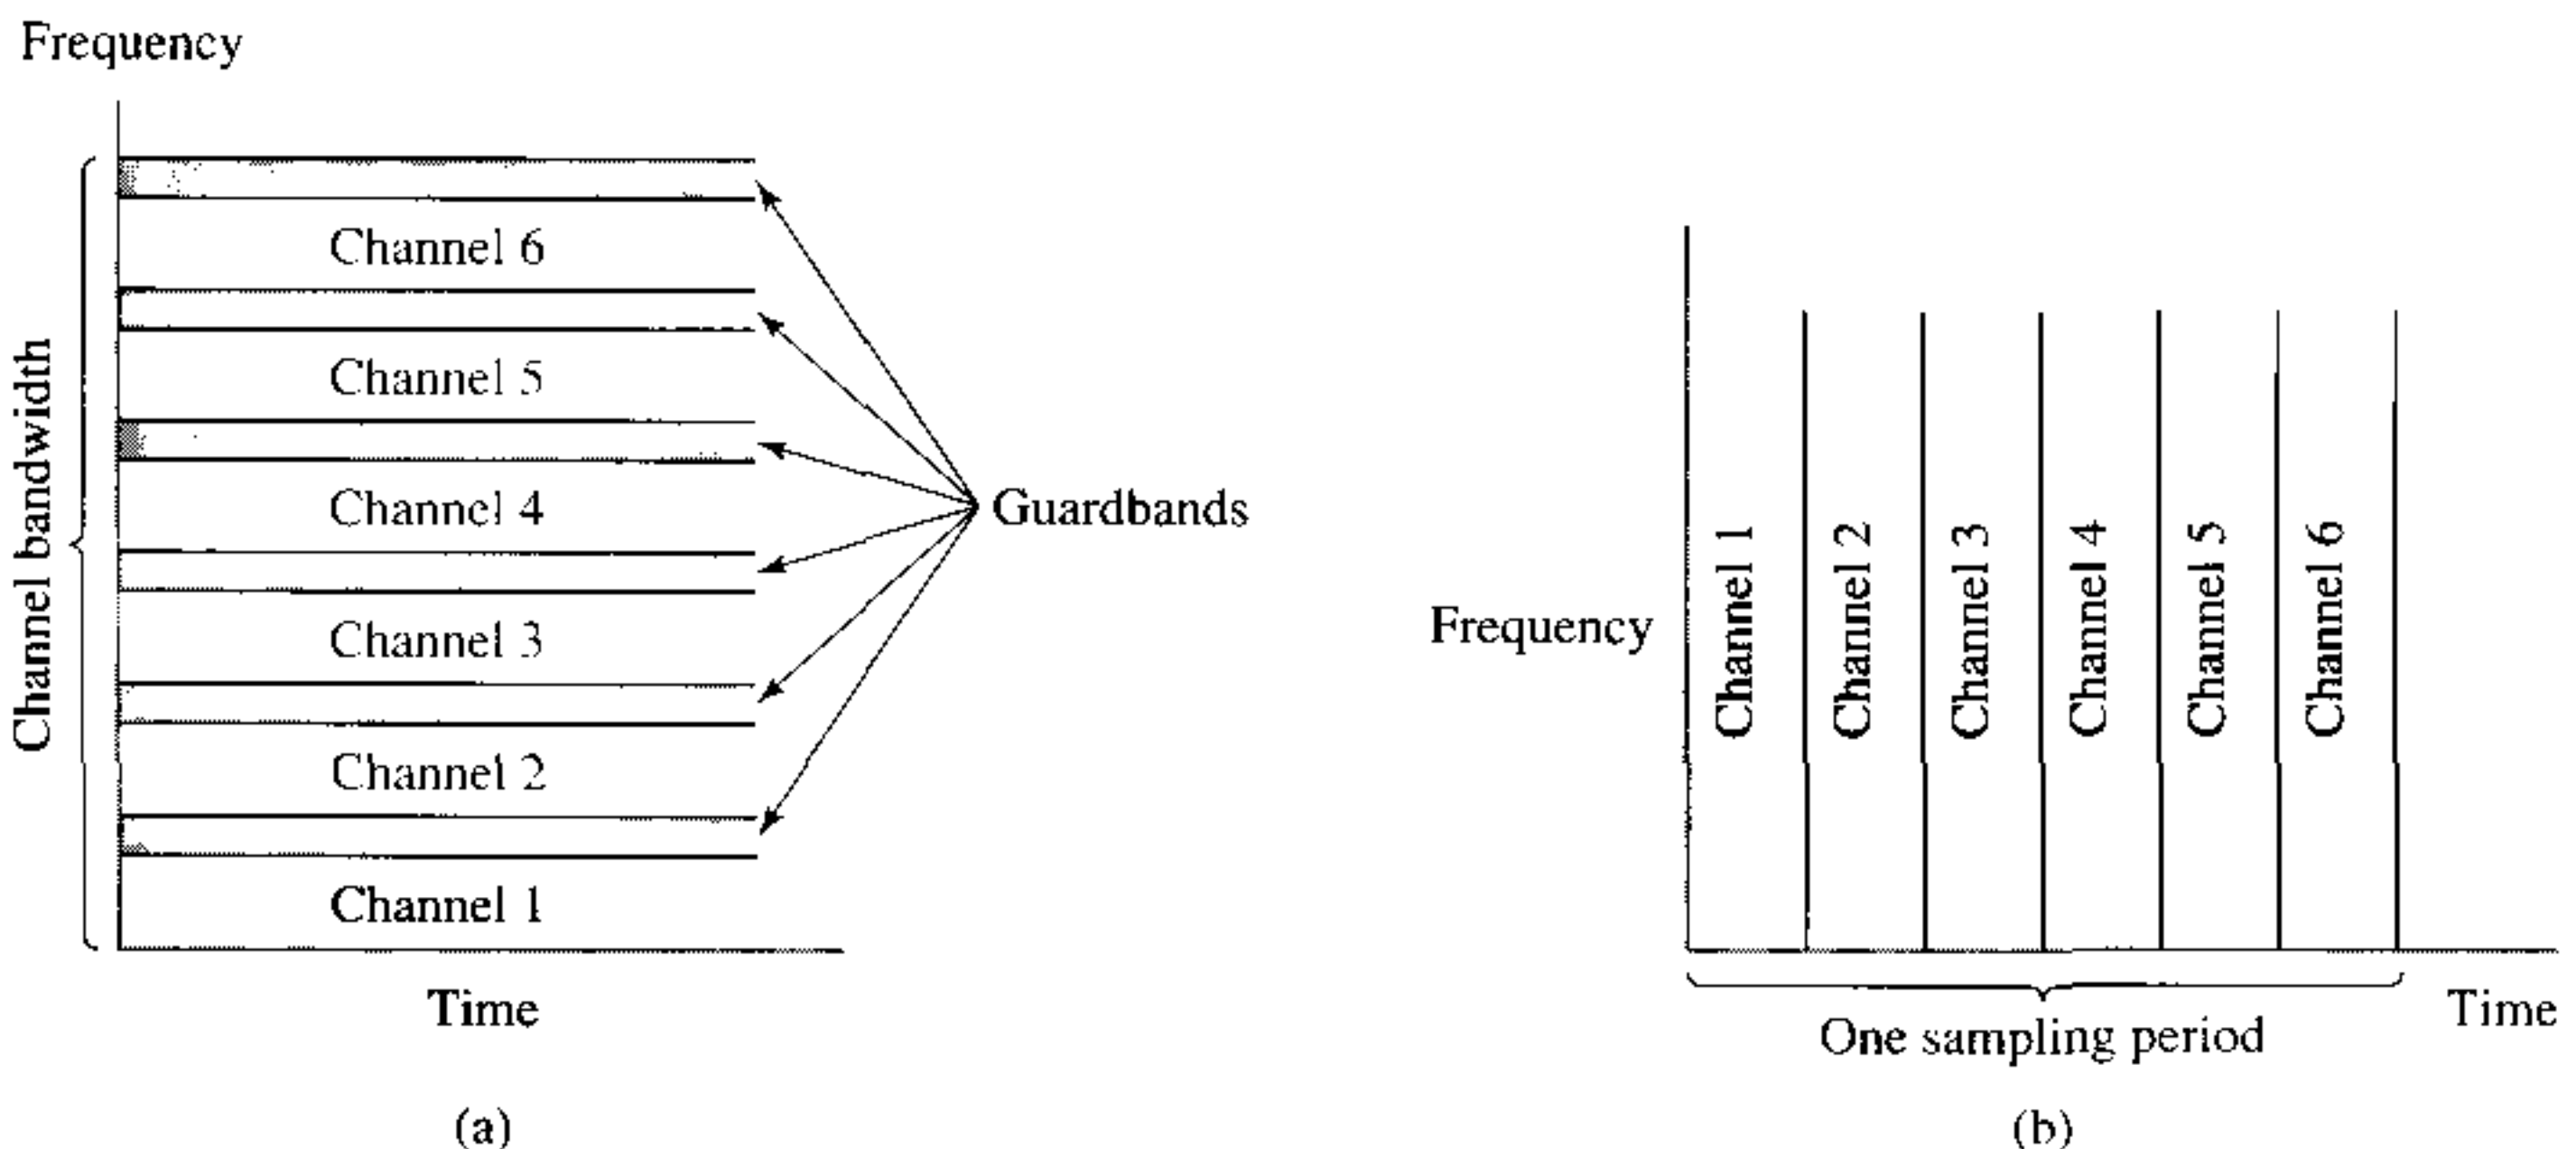 Frequency
Channel bandwidth
Channel 6
Channel 5
Channel 4
Channel 3
Channel 2
Channel 1
Guardbands
Time
(a)
Frequency
Channel 1
Channel 2
Channel 3
Channel 4
Channel 5
Channel 6
Time
One sampling period
(b)